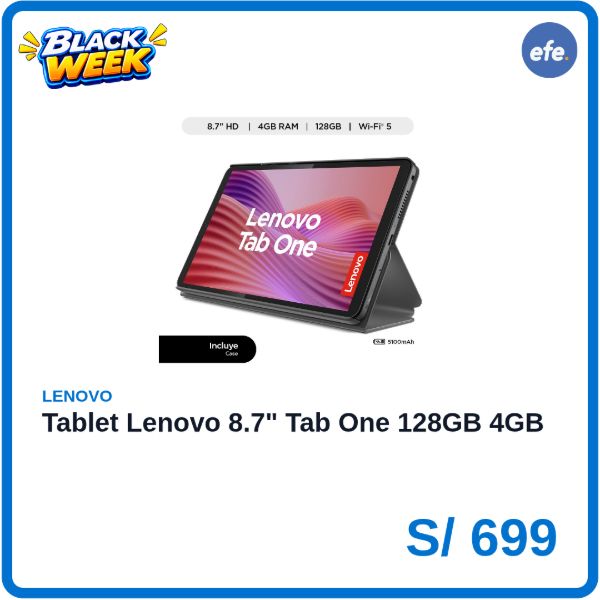 BLACK
WEEK
efe.
8.7" HD | 4GB RAM | 128GB | Wi-Fi® 5
Lenovo
Tab One
Lenovo
Incluye
Case
5100mAh
LENOVO
Tablet Lenovo 8.7" Tab One 128GB 4GB
S/ 699